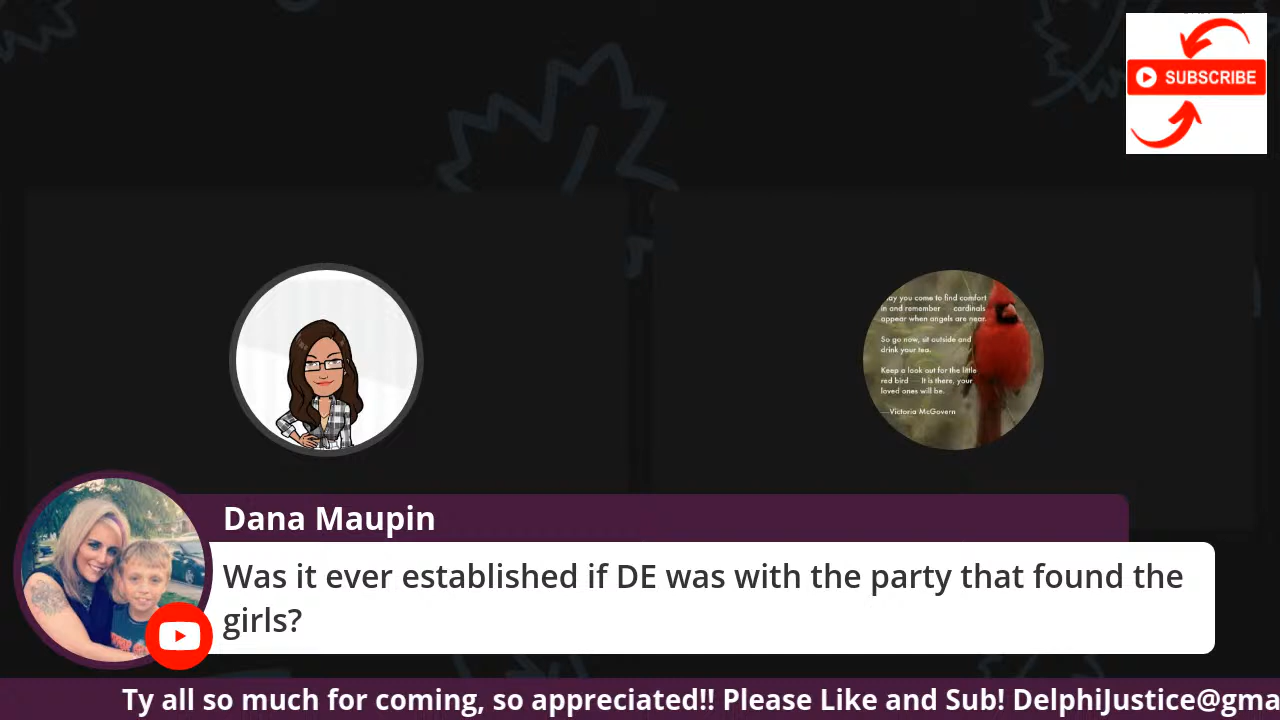 SUBSCRIBE
may you come to find comfort
in and remember cardinals
appear when angels are near.
So go now, sit outside and
drink your tea.
Keep a look out for the little
red bird — It is there, your
loved ones will be.
—Victoria McGovern
Dana Maupin
Was it ever established if DE was with the party that found the
girls?
Ty all so much for coming, so appreciated!! Please Like and Sub! DelphiJustice@gma